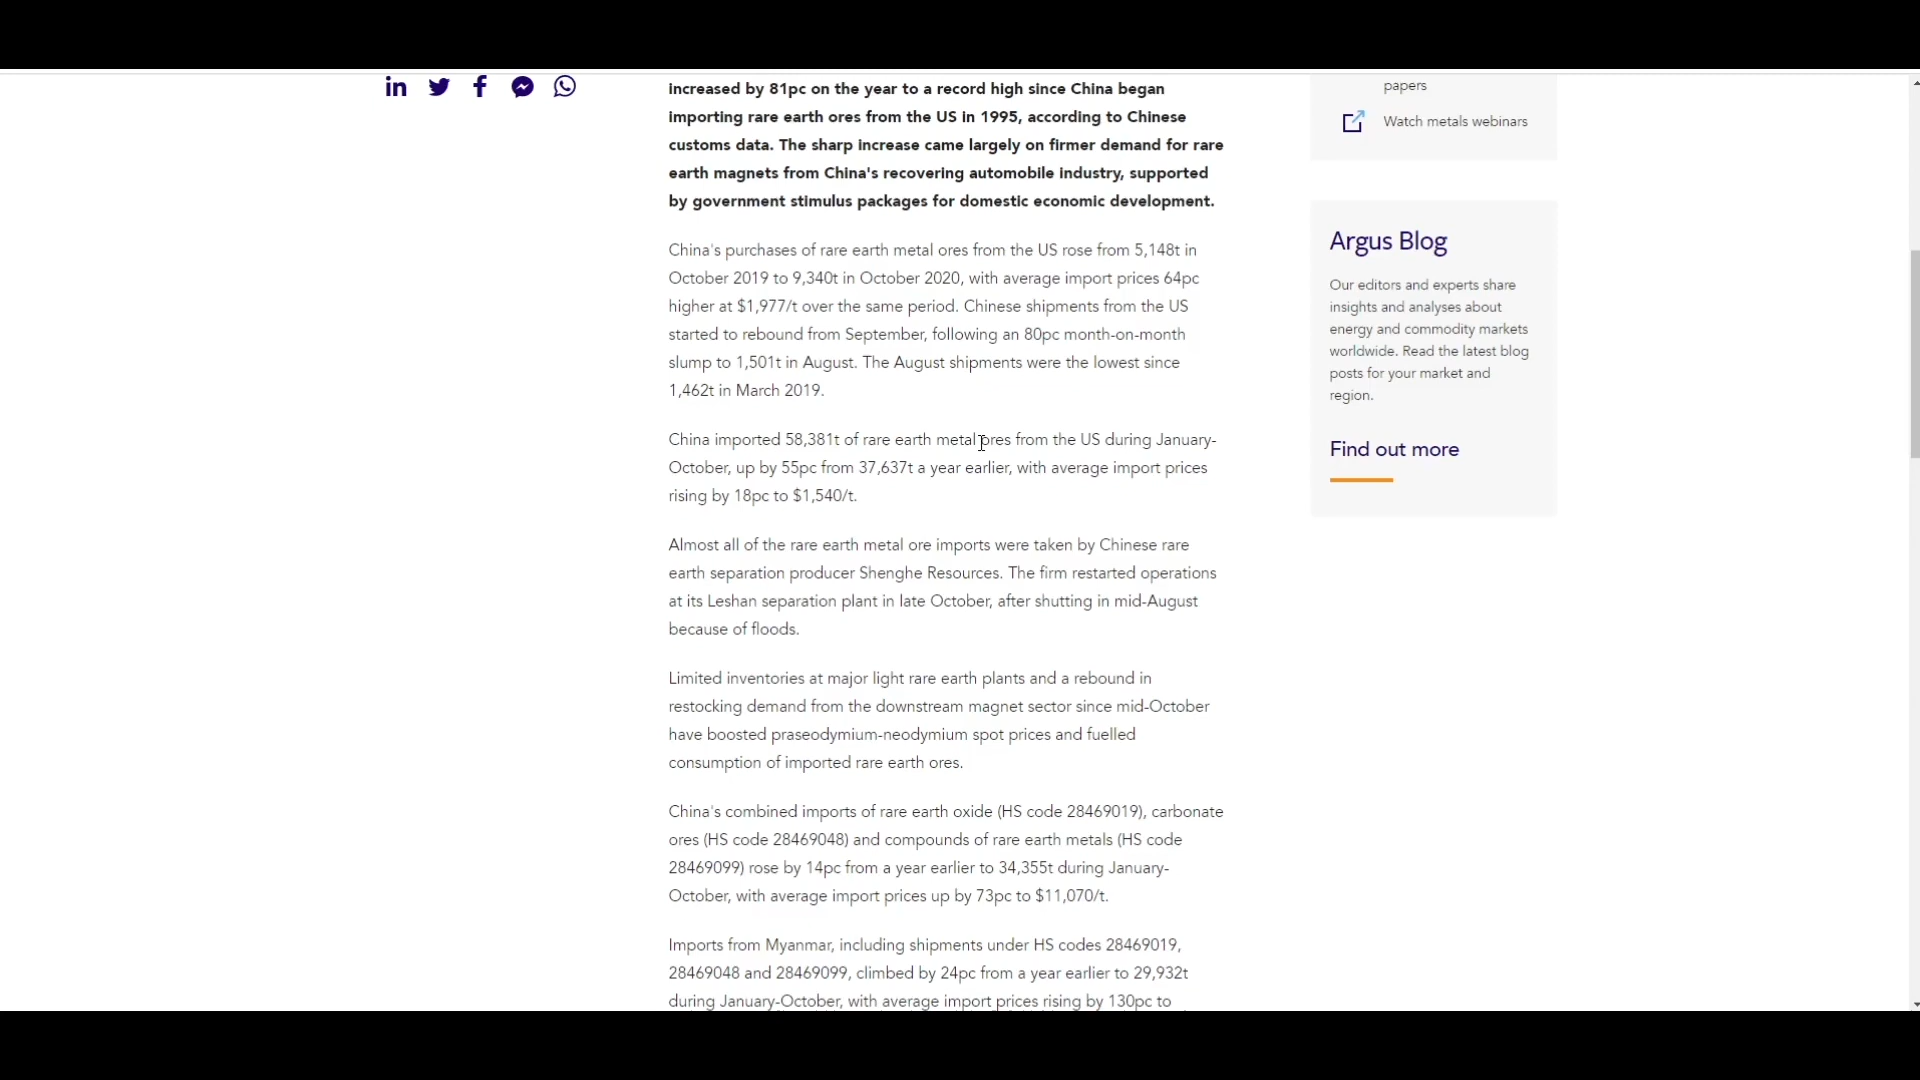 increased by 81pc on the year to a record high since China began
importing rare earth ores from the US in 1995, according to Chinese
customs data. The sharp increase came largely on firmer demand for rare
earth magnets from China's recovering automobile industry, supported
by government stimulus packages for domestic economic development.
China's purchases of rare earth metal ores from the US rose from 5,148t in
October 2019 to 9,340t in October 2020, with average import prices 64pc
higher at $1,977/t over the same period. Chinese shipments from the US
started to rebound from September, following an 80pc month-on-month
slump to 1,501t in August. The August shipments were the lowest since
1,462t in March 2019.
China imported 58,381t of rare earth metal ores from the US during January-
October, up by 55pc from 37,637t a year earlier, with average import prices
rising by 18pc to $1,540/t.
Almost all of the rare earth metal ore imports were taken by Chinese rare
earth separation producer Shenghe Resources. The firm restarted operations
at its Leshan separation plant in late October, after shutting in mid-August
because of floods.
Limited inventories at major light rare earth plants and a rebound in
restocking demand from the downstream magnet sector since mid-October
have boosted praseodymium-neodymium spot prices and fuelled
consumption of imported rare earth ores.
China's combined imports of rare earth oxide (HS code 28469019), carbonate
ores (HS code 28469048) and compounds of rare earth metals (HS code
28469099) rose by 14pc from a year earlier to 34,355t during January-
October, with average import prices up by 73pc to $11,070/t.
Imports from Myanmar, including shipments under HS codes 28469019,
28469048 and 28469099, climbed by 24pc from a year earlier to 29,932t
during January-October, with average import prices rising by 130pc to
papers
Watch metals webinars
Argus Blog
Our editors and experts share
insights and analyses about
energy and commodity markets
worldwide. Read the latest blog
posts for your market and
region.
Find out more